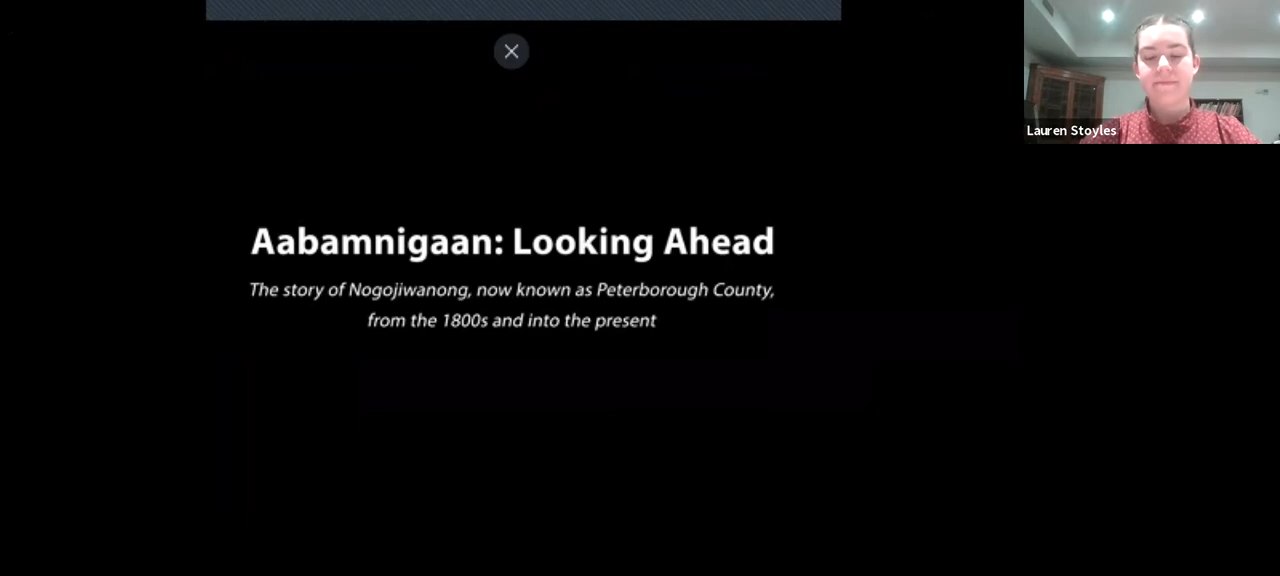 Lauren Stoyles
Aabamnigaan: Looking Ahead
The story of Nogojiwanong, now known as Peterborough County,
from the 1800s and into the present